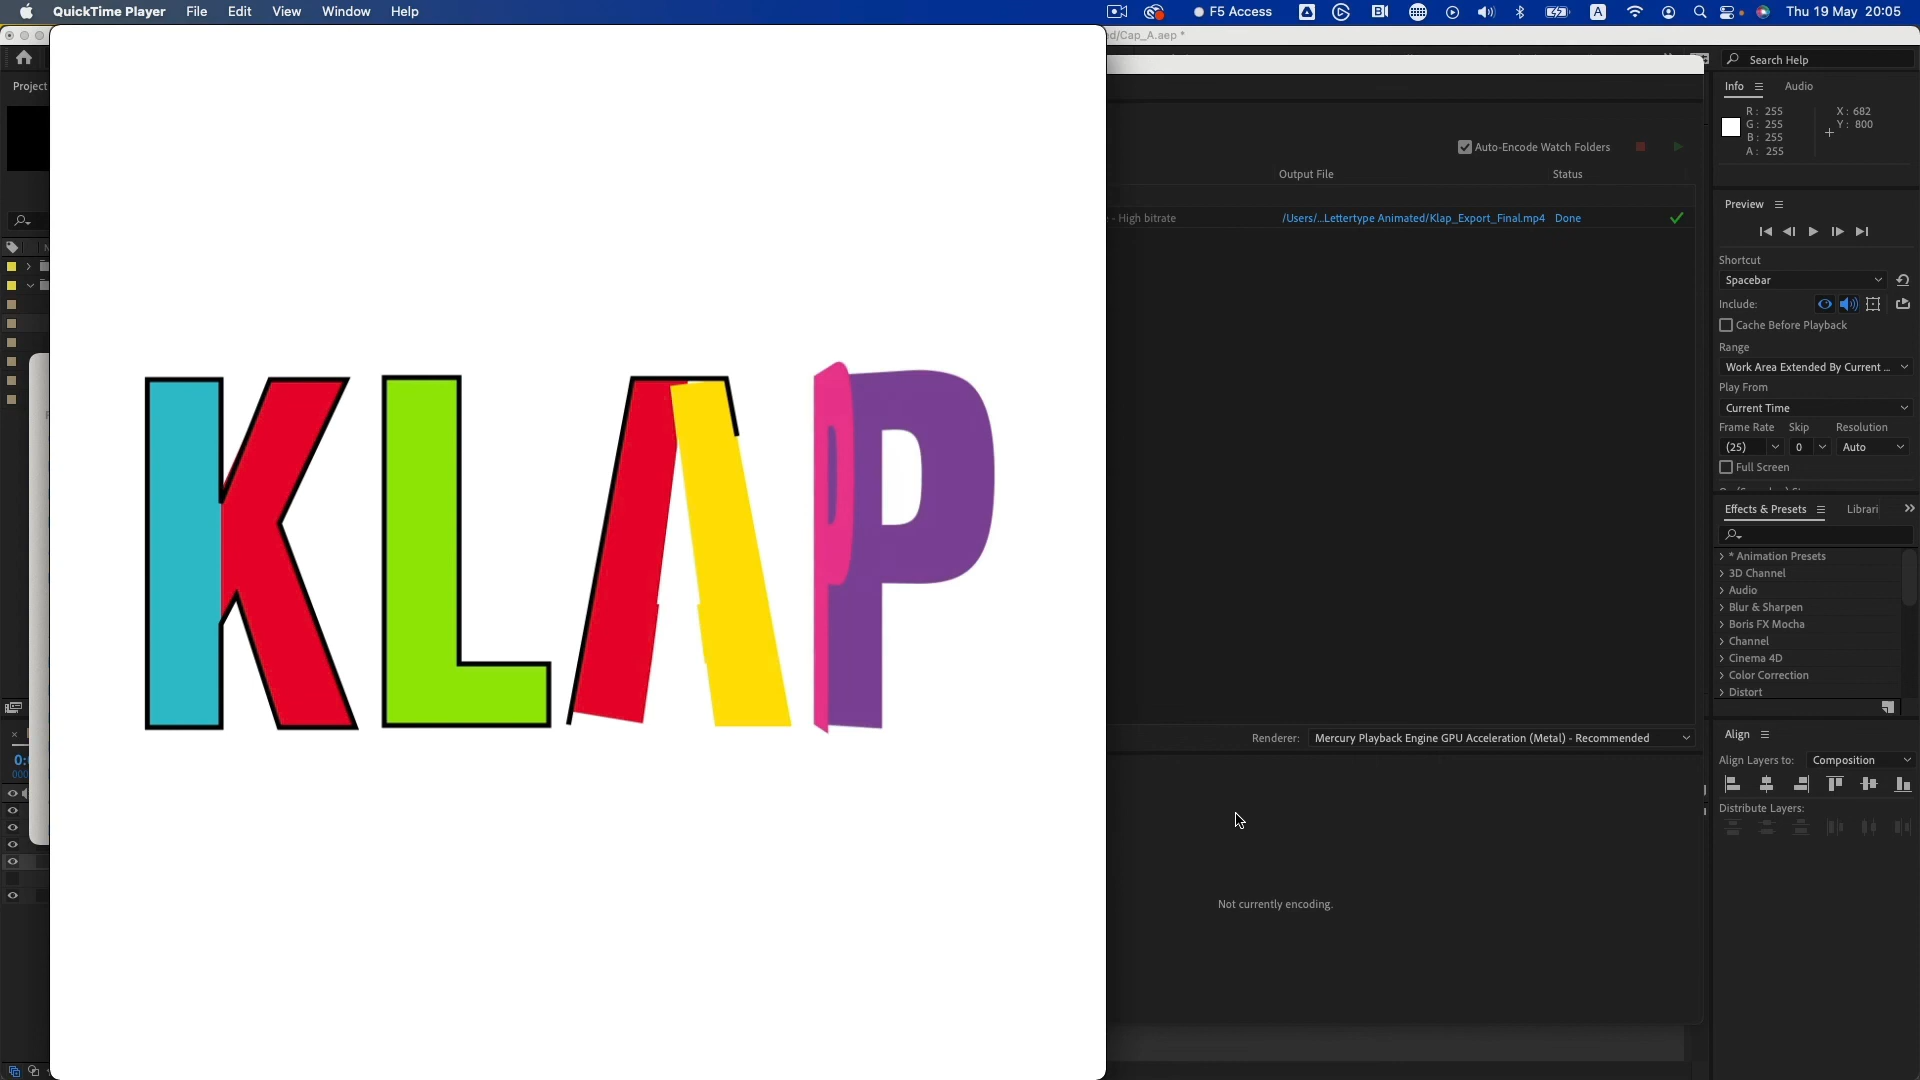 QuickTime Player File Edit View Window Help
F5 Access
A
Thu 19 May 20:05
d/Cap_A.aep *
Search Help
Project
Info
Audio
R: 255
G: 255
B: 255
A: 255
X: 682
Y: 800
Auto-Encode Watch Folders
Output File
Status
- High bitrate
/Users/...Lettertype Animated/Klap_Export_Final.mp4
Done
Preview
Shortcut
Spacebar
Include:
Cache Before Playback
Range
Work Area Extended By Current ...
Play From
Current Time
Frame Rate
Skip
Resolution
(25)
0
Auto
Full Screen
KLAP
Effects & Presets
Librari
* Animation Presets
3D Channel
Audio
Blur & Sharpen
Boris FX Mocha
Channel
Cinema 4D
Color Correction
Distort
Renderer:
Mercury Playback Engine GPU Acceleration (Metal) - Recommended
Align
Align Layers to:
Composition
Distribute Layers:
Not currently encoding.